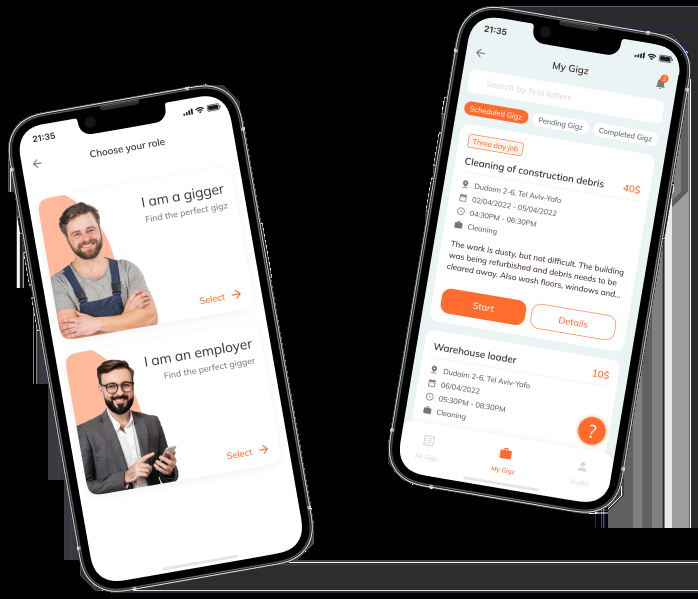 21:35
Choose your role
I am a gigger
Find the perfect gigz
Select
I am an employer
Find the perfect gigger
Select
21:35
My Gigz
2
Search by first letters
Scheduled Gigz
Pending Gigz
Completed Gigz
Three day job
Cleaning of construction debris
40$
Dudaim 2-6, Tel Aviv-Yafo
02/04/2022 - 05/04/2022
04:30PM - 06:30PM
Cleaning
The work is dusty, but not difficult. The building
was being refurbished and debris needs to be
cleared away. Also wash floors, windows and...
Start
Details
Warehouse loader
10$
Dudaim 2-6, Tel Aviv-Yafo
06/04/2022
05:30PM - 08:30PM
Cleaning
?
All Gigz
My Gigz
Profile